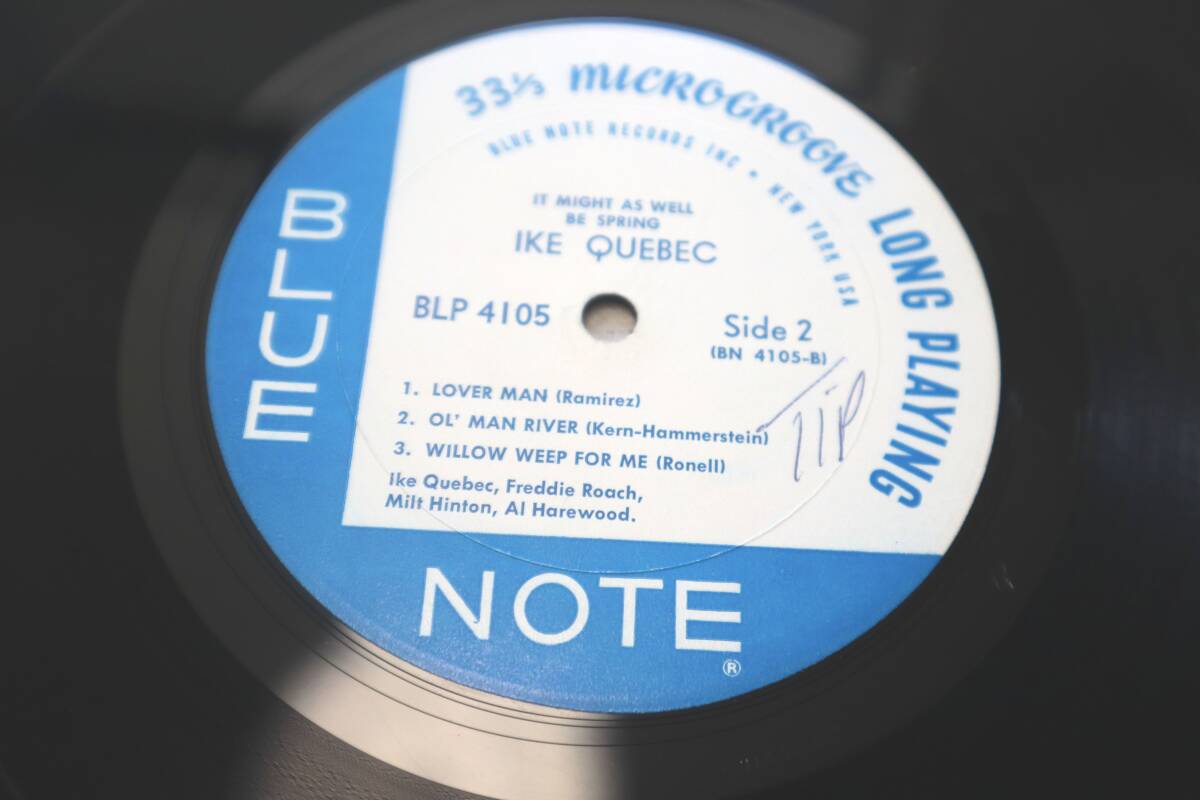 33⅓ MICROGROOVE LONG PLAYING
BLUE NOTE RECORDS INC • NEW YORK USA
IT MIGHT AS WELL
BE SPRING
IKE QUEBEC
BLP 4105
Side 2
(BN 4105-B)
1. LOVER MAN (Ramirez)
2. OL' MAN RIVER (Kern-Hammerstein)
3. WILLOW WEEP FOR ME (Ronell)
Ike Quebec, Freddie Roach,
Milt Hinton, Al Harewood.
BLUE
NOTE
®